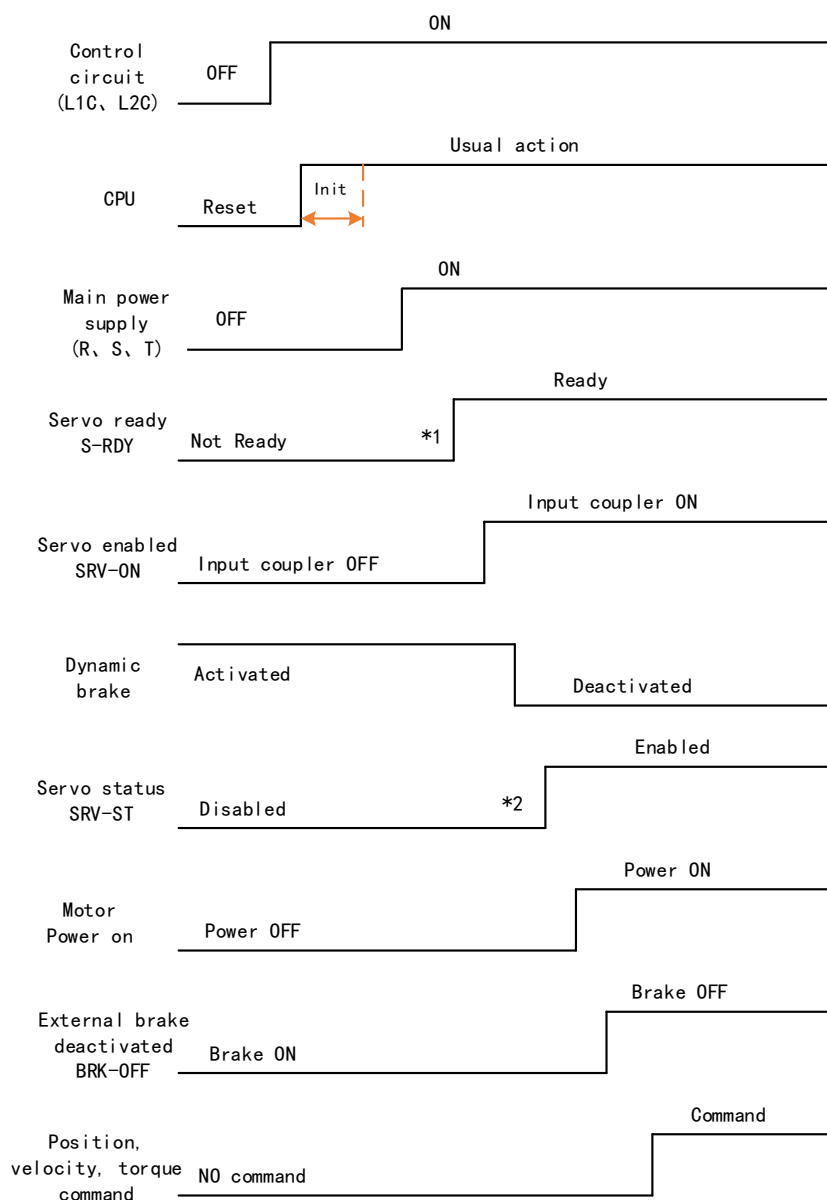 ON
Control
circuit
(L1C、L2C)
OFF
Usual action
CPU
Reset
Init
ON
Main power
supply
(R、S、T)
OFF
Ready
Servo ready
S-RDY
Not Ready
*1
Input coupler ON
Servo enabled
SRV-ON
Input coupler OFF
Dynamic
brake
Activated
Deactivated
Enabled
Servo status
SRV-ST
Disabled
*2
Power ON
Motor
Power on
Power OFF
Brake OFF
External brake
deactivated
BRK-OFF
Brake ON
Command
Position,
velocity, torque
command
NO command